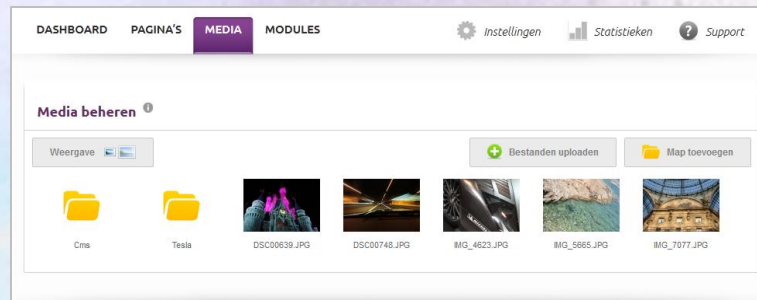 DASHBOARD PAGINA'S MEDIA MODULES Instellingen Statistieken ? Support
Media beheren i
Weergave Bestanden uploaden Map toevoegen
Cms Tesla DSC00639.JPG DSC00748.JPG IMG_4623.JPG IMG_5665.JPG IMG_7077.JPG